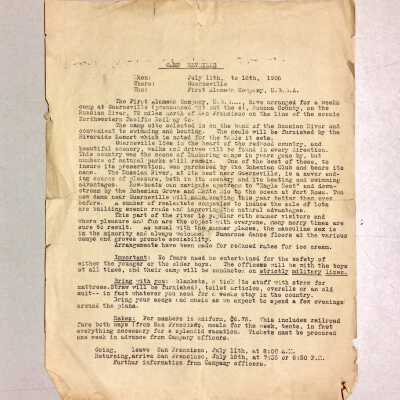 When: July 11th, to 18th, 1926
Where: Guerneville
Who: First Alameda Company, U.B.B.A.
The First Alameda Company, have arranged for a weeks
camp at Guerneville (pronounced out the e), Sonoma County, on the
Russian River, 72 miles north of San Francisco on the line of the scenic
Northwestern Pacific Railway Co.
The camp site selected is on the bank of the Russian River and
convenient to swimming and boating. The meals will be furnished by the
Riverside Resort which is noted for the table it sets.
Guerneville lies in the heart of the redwood country, and
beautiful scenery, walks and drives will be found in every direction.
This country was the scene of lumbering camps in years gone by, but
numbers of natural parks still remain. One of the best of these, to
insure its preservation, was purchased by the Bohemian Club and bears its
name. The Russian River, at its best near Guerneville, is a never end-
ing source of pleasure, both in its scenery and its boating and swimming
advantages. Row-boats can navigate upstream to "Eagle Nest" and down-
stream by the Bohemian Grove and Monte Rio to the ocean at Fort Ross. Two
new dams near Guerneville will make boating this year better than ever
before. A number of realestate companies to induce the sale of lots
are building scenic drives and improving the natural advantages.
This part of the river is popular with summer visitors and
where pleasure and fun are the object with everyone, many merry times are
sure to result. As usual with the summer places, the masculine sex is
in the minority and always welcome. Numerous dance floors at the various
camps and groves promote sociability.
Arrangements have been made for reduced rates for ice cream.
Important: No fears need be entertained for the safety of
either the younger or the older boys. The officers will be with the boys
at all times, and their camp will be conducted on strictly military lines.
Bring with you: blankets, a tick (to stuff with straw for
mattress. Straw will be furnished), toilet articles, overalls or an old
suit-- in fact whatever you need for a weeks stay in the country.
Bring your songs and music as we expect to spend a few evenings
around the piano.
Rates: For members in uniform, $6.75. This includes railroad
fare both ways (from San Francisco), meals for the week, tents, in fact
everything necessary for a splendid vacation. Tickets must be procured
one week in advance from Company officers.
Going, leave San Francisco, July 11th, at 8:00 A.M.
Returning, arrive San Francisco, July 18th, at 7:35 or 8:50 P.M.
Further information from Company officers.